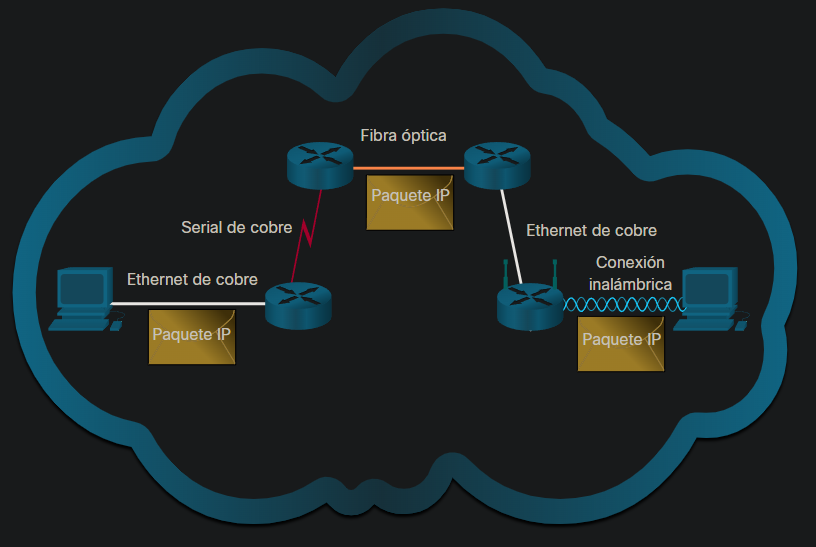 Fibra óptica
Paquete IP
Serial de cobre
Ethernet de cobre
Ethernet de cobre
Conexión
inalámbrica
Paquete IP
Paquete IP